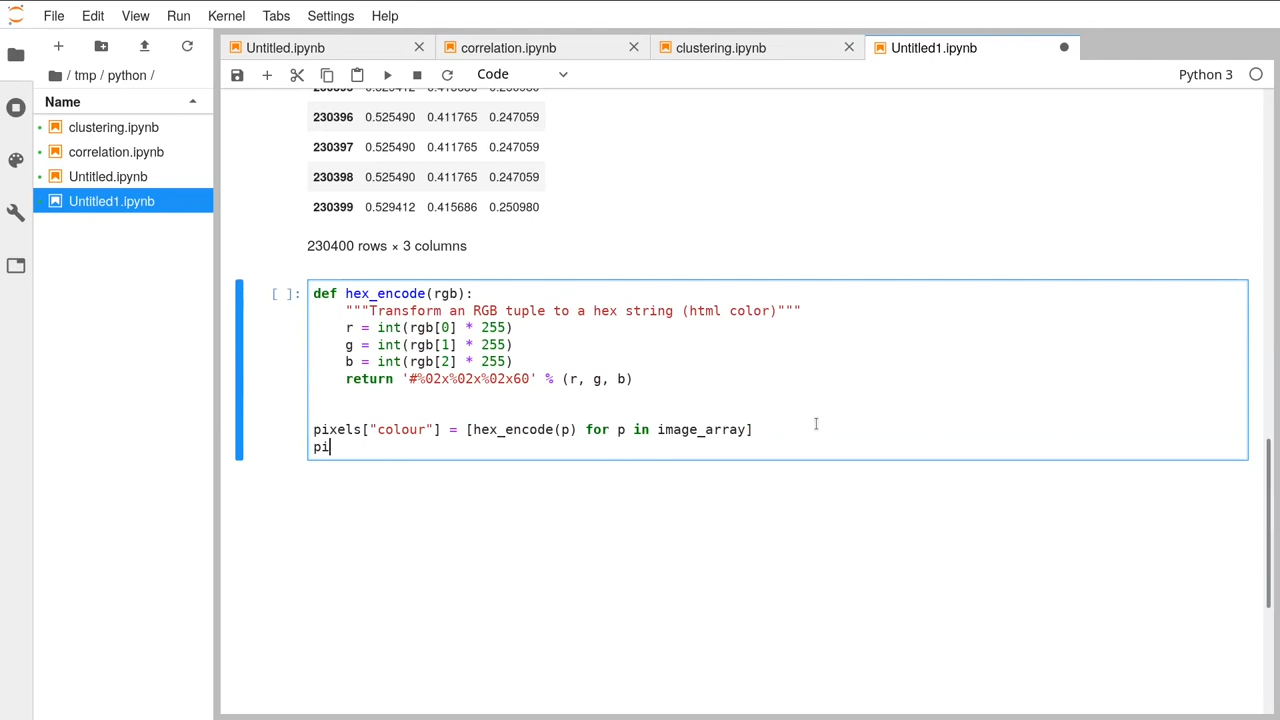 File Edit View Run Kernel Tabs Settings Help
Untitled.ipynb
correlation.ipynb
clustering.ipynb
Untitled1.ipynb
Code
Python 3
/ tmp / python /
Name
clustering.ipynb
correlation.ipynb
Untitled.ipynb
Untitled1.ipynb
230396 0.525490 0.411765 0.247059
230397 0.525490 0.411765 0.247059
230398 0.525490 0.411765 0.247059
230399 0.529412 0.415686 0.250980
230400 rows × 3 columns
[ ]:
def hex_encode(rgb):
"""Transform an RGB tuple to a hex string (html color)"""
r = int(rgb[0] * 255)
g = int(rgb[1] * 255)
b = int(rgb[2] * 255)
return '#%02x%02x%02x60' % (r, g, b)
pixels["colour"] = [hex_encode(p) for p in image_array]
pi